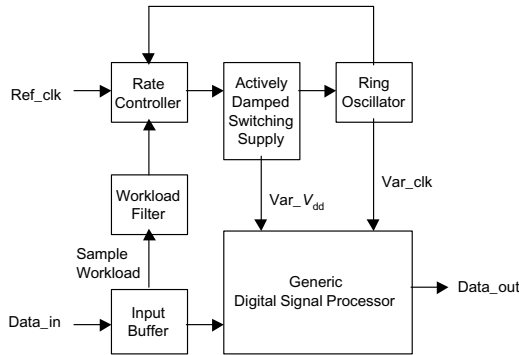 Ref_clk
Rate
Controller
Actively
Damped
Switching
Supply
Ring
Oscillator
Workload
Filter
Var_Vdd
Var_clk
Sample
Workload
Generic
Digital Signal Processor
Data_in
Input
Buffer
Data_out